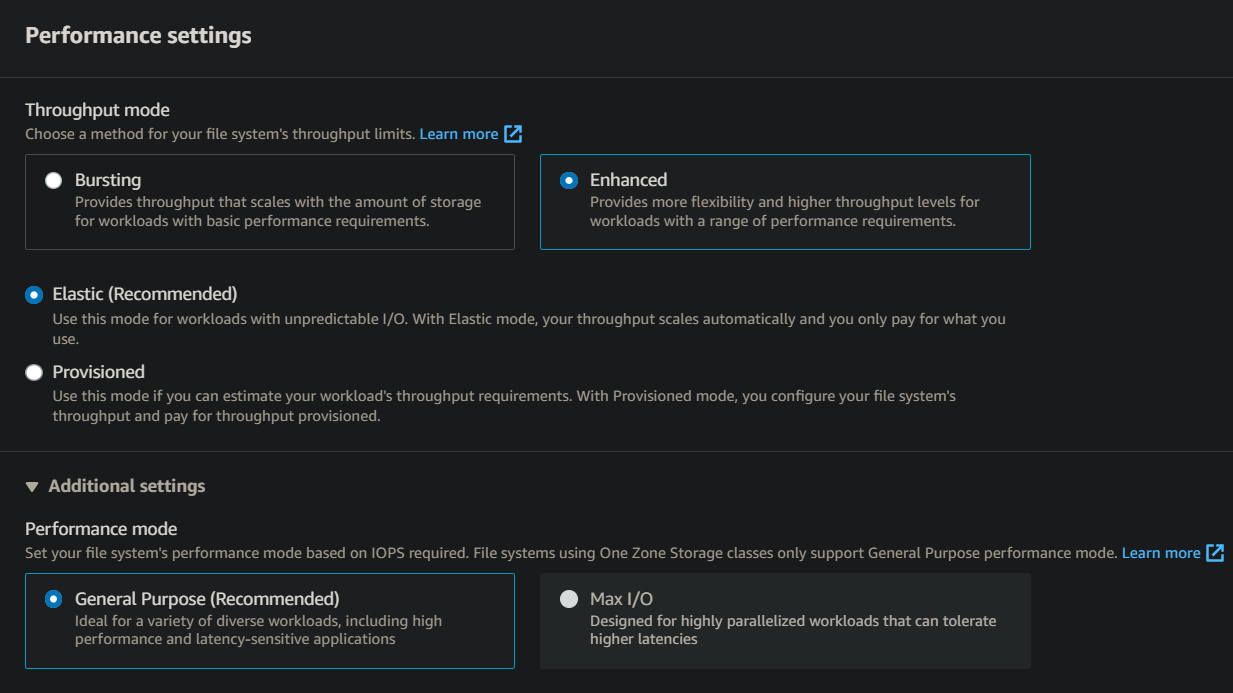 Performance settings
Throughput mode
Choose a method for your file system's throughput limits. Learn more
Bursting
Provides throughput that scales with the amount of storage
for workloads with basic performance requirements.
Enhanced
Provides more flexibility and higher throughput levels for
workloads with a range of performance requirements.
Elastic (Recommended)
Use this mode for workloads with unpredictable I/O. With Elastic mode, your throughput scales automatically and you only pay for what you
use.
Provisioned
Use this mode if you can estimate your workload's throughput requirements. With Provisioned mode, you configure your file system's
throughput and pay for throughput provisioned.
Additional settings
Performance mode
Set your file system's performance mode based on IOPS required. File systems using One Zone Storage classes only support General Purpose performance mode. Learn more
General Purpose (Recommended)
Ideal for a variety of diverse workloads, including high
performance and latency-sensitive applications
Max I/O
Designed for highly parallelized workloads that can tolerate
higher latencies